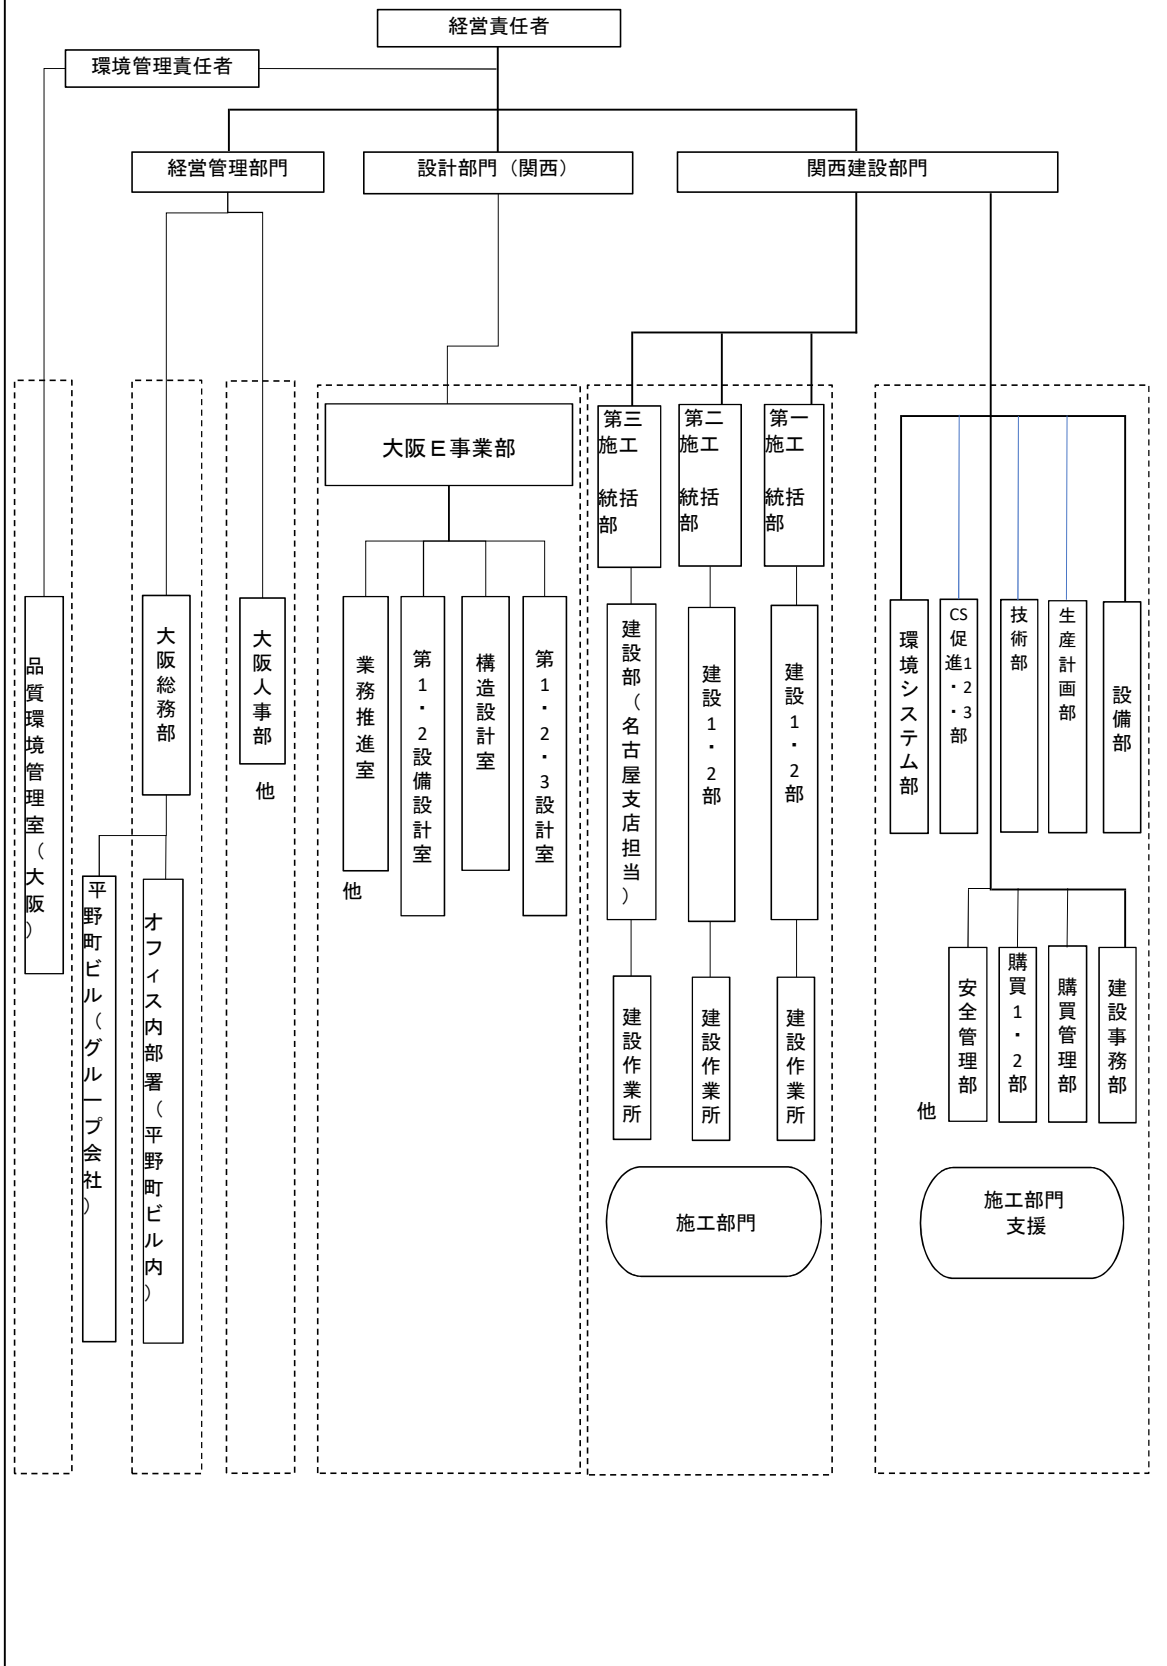 経営責任者
環境管理責任者
経営管理部門
設計部門（関西）
関西建設部門
大阪Ｅ事業部
第三
施工
統括
部
第二
施工
統括
部
第一
施工
統括
部
品質環境管理室（大阪）
大阪総務部
大阪人事部
他
業務推進室
他
第1・2設備設計室
構造設計室
第1・2・3設計室
建設部（名古屋支店担当）
建設1・2部
建設1・2部
環境システム部
CS促進1・2・3部
技術部
生産計画部
設備部
平野町ビル（グループ会社）
オフィス内部署（平野町ビル内）
建設作業所
建設作業所
建設作業所
他
安全管理部
購買1・2部
購買管理部
建設事務部
施工部門
施工部門
支援